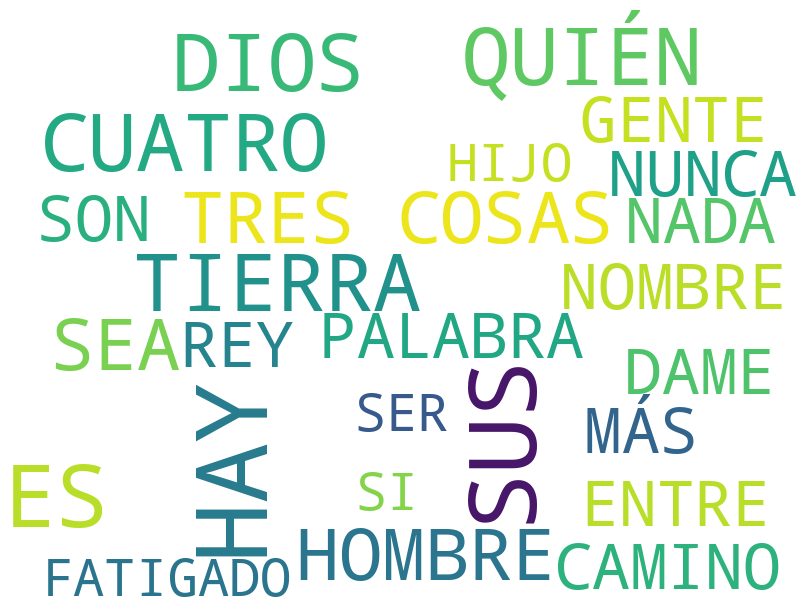 DIOS QUIÉN
CUATRO GENTE
HIJO NUNCA
SON TRES COSAS NADA
TIERRA NOMBRE
SEA REY PALABRA
DAME
HAY SER SUS MÁS
ES SI ENTRE
FATIGADO HOMBRE CAMINO